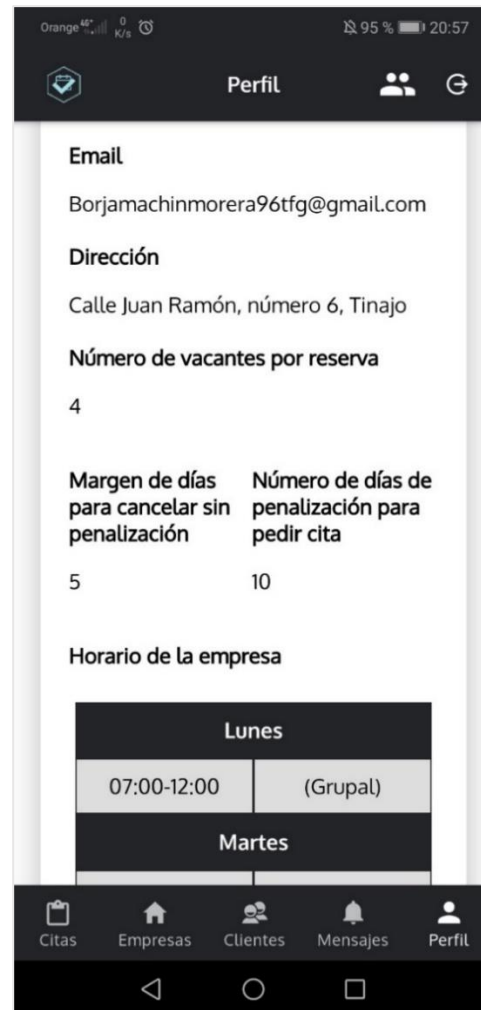 Orange 4G+ 0 K/s 95 % 20:57
Perfil
Email
Borjamachinmorera96tfg@gmail.com
Dirección
Calle Juan Ramón, número 6, Tinajo
Número de vacantes por reserva
4
Margen de días
para cancelar sin
penalización
5
Número de días de
penalización para
pedir cita
10
Horario de la empresa
Lunes
07:00-12:00 (Grupal)
Martes
Citas Empresas Clientes Mensajes Perfil